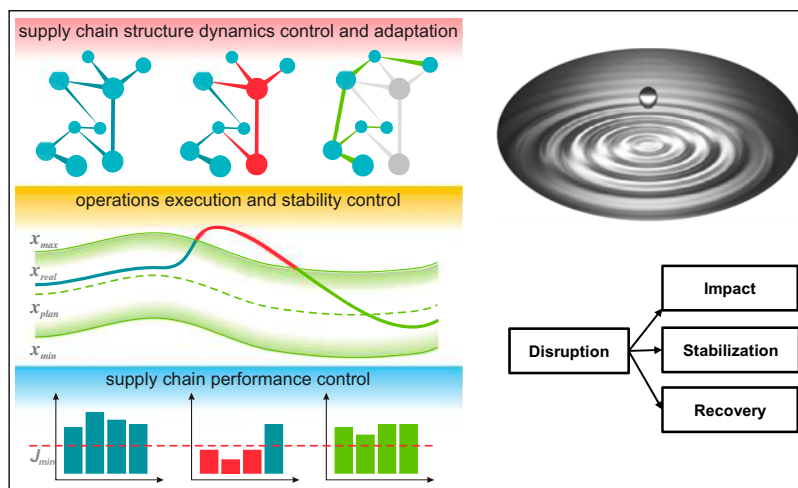 supply chain structure dynamics control and adaptation
operations execution and stability control
x_max
x_real
x_plan
x_min
supply chain performance control
J_min
Impact
Disruption
Stabilization
Recovery